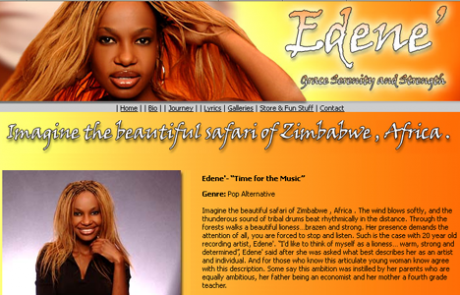 Edene'
Grace Serenity and Strength
| Home | | Bio | | Journey | | Lyrics | Galleries | Store & Fun Stuff | Contact
Imagine the beautiful safari of Zimbabwe , Africa .
Edene'- "Time for the Music"
Genre: Pop Alternative
Imagine the beautiful safari of Zimbabwe , Africa . The wind blows softly, and the
thunderous sound of tribal drums beat rhythmically in the distance. Through the
forests walks a beautiful lioness...brazen and strong. Her presence demands the
attention of all, you are forced to stop and listen. Such is the case with 20 year old
recording artist, Edene'. "I'd like to think of myself as a lioness... warm, strong and
determined", Edene' said after she was asked what best describes her as an artist
and individual. And for those who know this articulate young woman know agree
with this description. Some say this ambition was instilled by her parents who are
equally ambitious, her father being an economist and her mother a fourth grade
teacher.